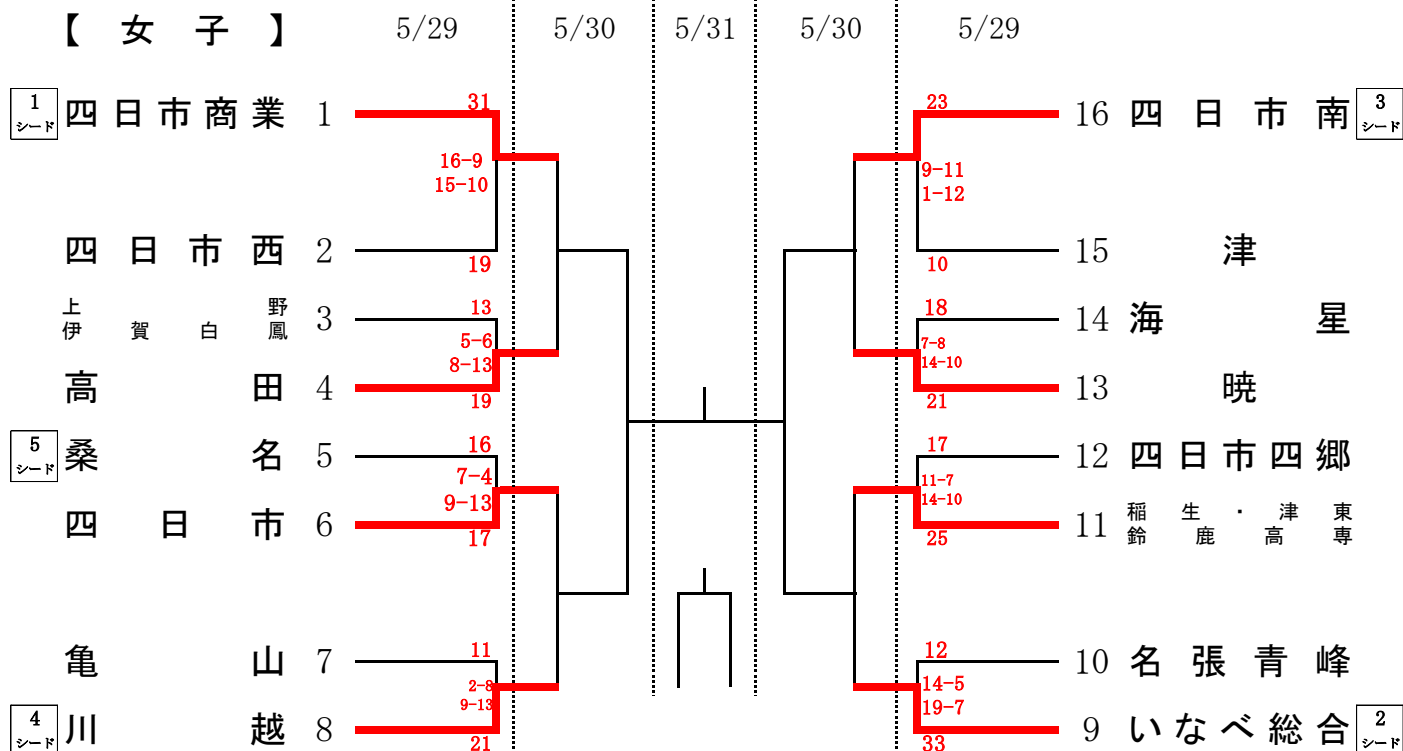 【 女 子 】 5/29 5/30 5/31 5/30 5/29
1 シード 四日市商業 1 31 23 16 四日市南 3 シード
16-9 9-11
15-10 1-12
四日市西 2 19 10 15 津
上野 3 13 18 14 海星
伊賀白鳳
5-6 7-8
8-13 14-10
高田 4 19 21 13 暁
5 シード 桑名 5 16 17 12 四日市四郷
7-4 11-7
9-13 14-10
四日市 6 17 25 11 稲生・津東
鈴鹿高専
亀山 7 11 12 10 名張青峰
2-8 14-5
9-13 19-7
4 シード 川越 8 21 33 9 いなべ総合 2 シード